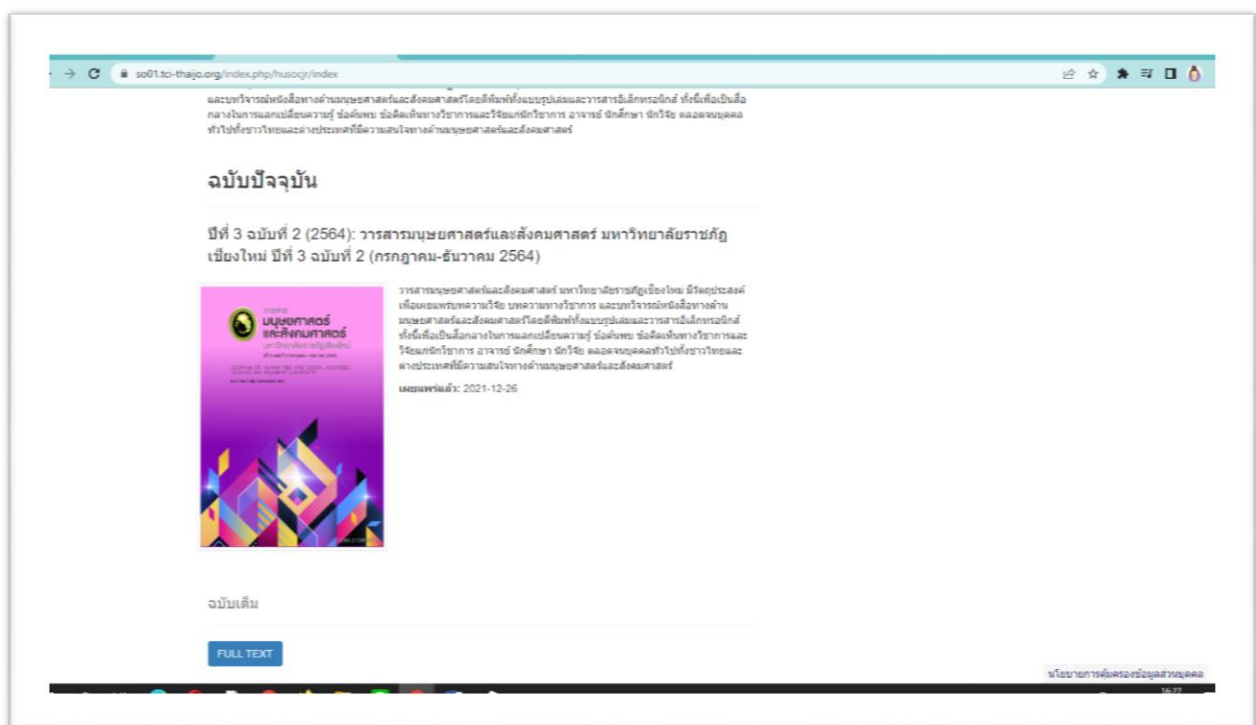 so01.tci-thaijo.org/index.php/husocjr/index
และบทวิจารณ์หนังสือทางด้านมนุษยศาสตร์และสังคมศาสตร์โดยตีพิมพ์ทั้งแบบรูปเล่มและวารสารอิเล็กทรอนิกส์ ทั้งนี้เพื่อเป็นสื่อ
กลางในการแลกเปลี่ยนความรู้ ข้อค้นพบ ข้อคิดเห็นทางวิชาการและวิจัยแก่นักวิชาการ อาจารย์ นักศึกษา นักวิจัย ตลอดจนบุคคล
ทั่วไปทั้งชาวไทยและต่างประเทศที่มีความสนใจทางด้านมนุษยศาสตร์และสังคมศาสตร์
ฉบับปัจจุบัน
ปีที่ 3 ฉบับที่ 2 (2564): วารสารมนุษยศาสตร์และสังคมศาสตร์ มหาวิทยาลัยราชภัฏ
เชียงใหม่ ปีที่ 3 ฉบับที่ 2 (กรกฎาคม-ธันวาคม 2564)
วารสารมนุษยศาสตร์และสังคมศาสตร์ มหาวิทยาลัยราชภัฏเชียงใหม่ มีวัตถุประสงค์
เพื่อเผยแพร่บทความวิจัย บทความทางวิชาการ และบทวิจารณ์หนังสือทางด้าน
มนุษยศาสตร์และสังคมศาสตร์โดยตีพิมพ์ทั้งแบบรูปเล่มและวารสารอิเล็กทรอนิกส์
ทั้งนี้เพื่อเป็นสื่อกลางในการแลกเปลี่ยนความรู้ ข้อค้นพบ ข้อคิดเห็นทางวิชาการและ
วิจัยแก่นักวิชาการ อาจารย์ นักศึกษา นักวิจัย ตลอดจนบุคคลทั่วไปทั้งชาวไทยและ
ต่างประเทศที่มีความสนใจทางด้านมนุษยศาสตร์และสังคมศาสตร์
เผยแพร่แล้ว: 2021-12-26
วารสาร
มนุษยศาสตร์
และสังคมศาสตร์
มหาวิทยาลัยราชภัฏเชียงใหม่
ฉบับเต็ม
FULL TEXT
นโยบายการคุ้มครองข้อมูลส่วนบุคคล
16:27